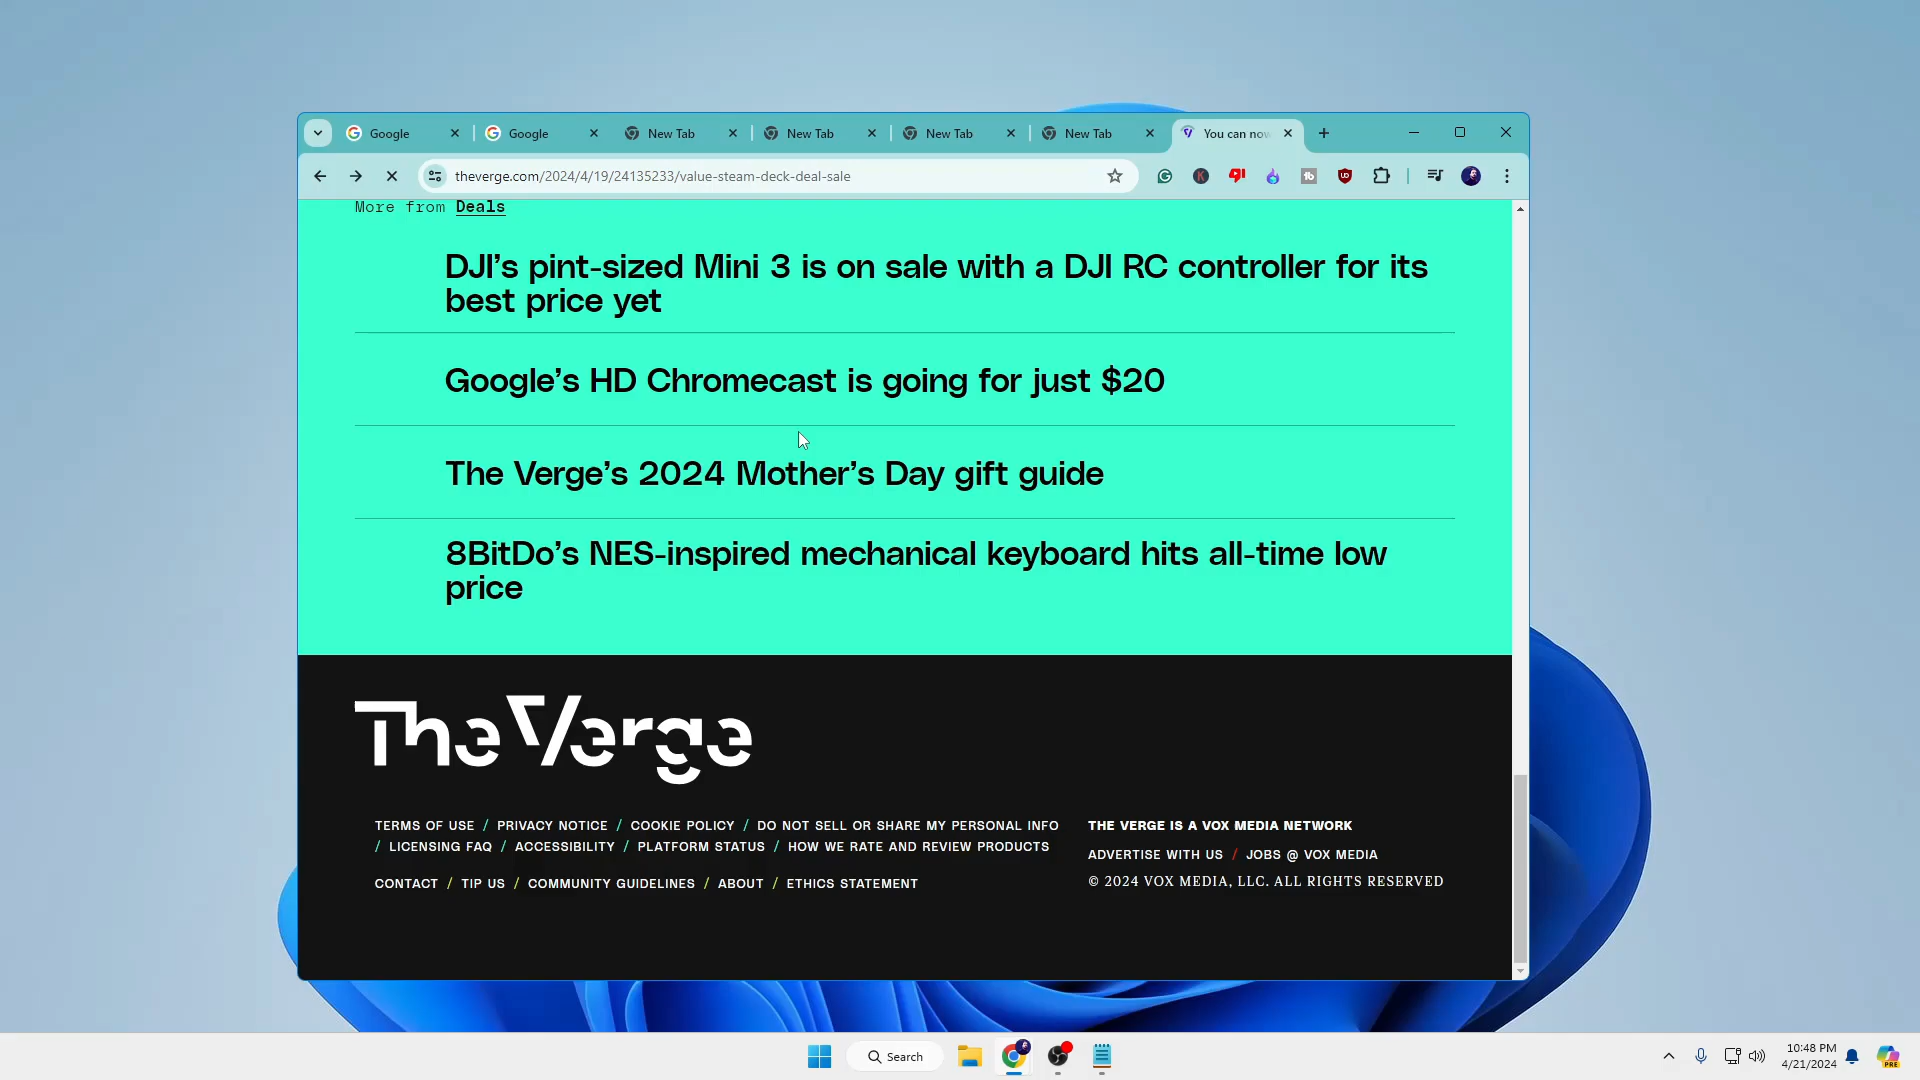 Google
Google
New Tab
New Tab
New Tab
New Tab
You can now
theverge.com/2024/4/19/24135233/value-steam-deck-deal-sale
More from Deals
DJI’s pint-sized Mini 3 is on sale with a DJI RC controller for its
best price yet
Google’s HD Chromecast is going for just $20
The Verge’s 2024 Mother’s Day gift guide
8BitDo’s NES-inspired mechanical keyboard hits all-time low
price
The Verge
TERMS OF USE / PRIVACY NOTICE / COOKIE POLICY / DO NOT SELL OR SHARE MY PERSONAL INFO
/ LICENSING FAQ / ACCESSIBILITY / PLATFORM STATUS / HOW WE RATE AND REVIEW PRODUCTS
CONTACT / TIP US / COMMUNITY GUIDELINES / ABOUT / ETHICS STATEMENT
THE VERGE IS A VOX MEDIA NETWORK
ADVERTISE WITH US / JOBS @ VOX MEDIA
© 2024 VOX MEDIA, LLC. ALL RIGHTS RESERVED
Search
10:48 PM
4/21/2024
PRE